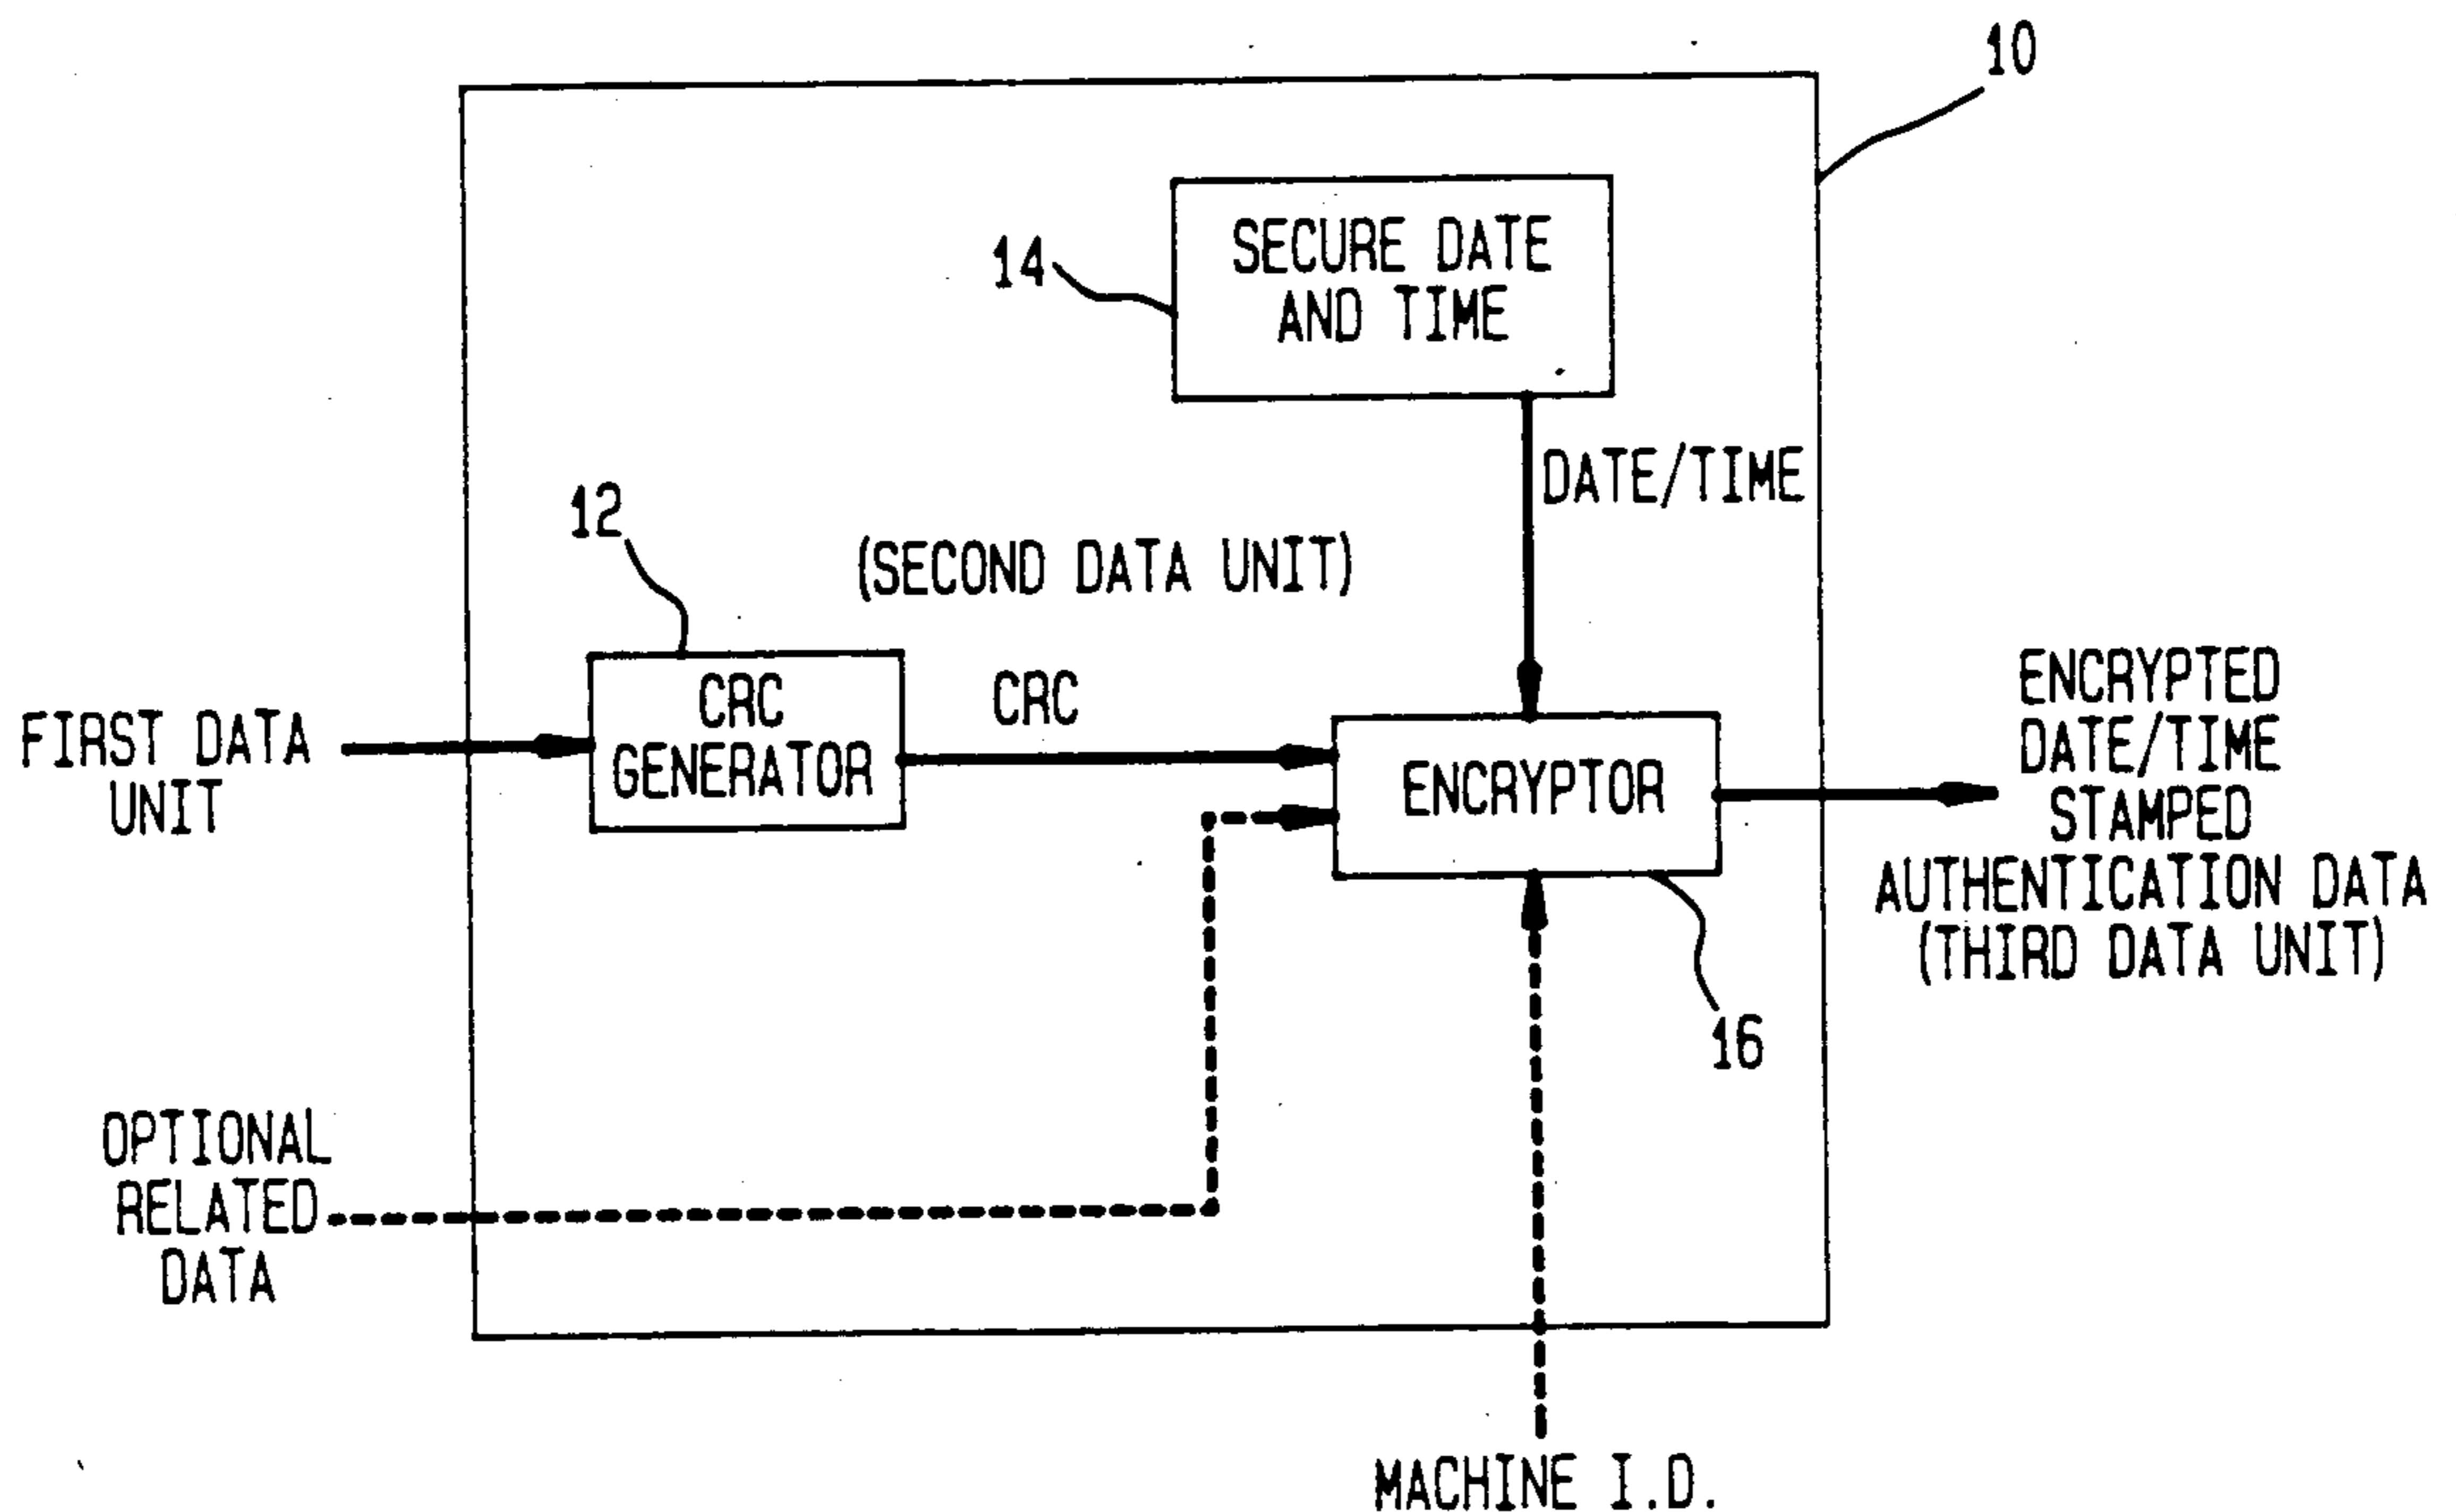 10
14
SECURE DATE
AND TIME
DATE/TIME
12
(SECOND DATA UNIT)
CRC
GENERATOR
CRC
FIRST DATA
UNIT
ENCRYPTOR
ENCRYPTED
DATE/TIME
STAMPED
AUTHENTICATION DATA
(THIRD DATA UNIT)
16
OPTIONAL
RELATED
DATA
MACHINE I.D.